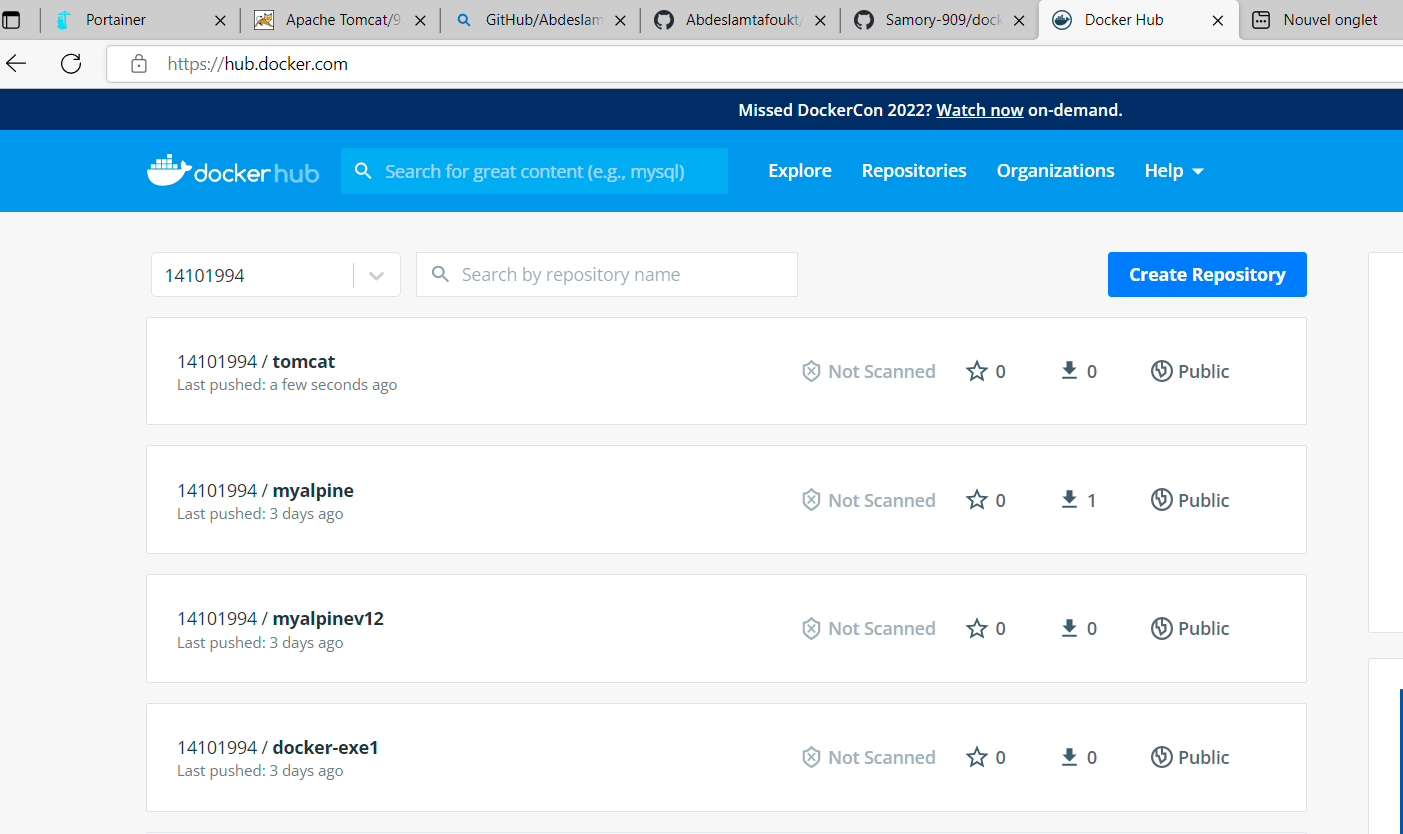 Portainer
Apache Tomcat/9
GitHub/Abdeslam
Abdeslamtafoukt/
Samory-909/dock
Docker Hub
Nouvel onglet
https://hub.docker.com
Missed DockerCon 2022? Watch now on-demand.
docker hub
Search for great content (e.g., mysql)
Explore
Repositories
Organizations
Help
14101994
Search by repository name
Create Repository
14101994 / tomcat
Last pushed: a few seconds ago
Not Scanned
0
0
Public
14101994 / myalpine
Last pushed: 3 days ago
Not Scanned
0
1
Public
14101994 / myalpinev12
Last pushed: 3 days ago
Not Scanned
0
0
Public
14101994 / docker-exe1
Last pushed: 3 days ago
Not Scanned
0
0
Public